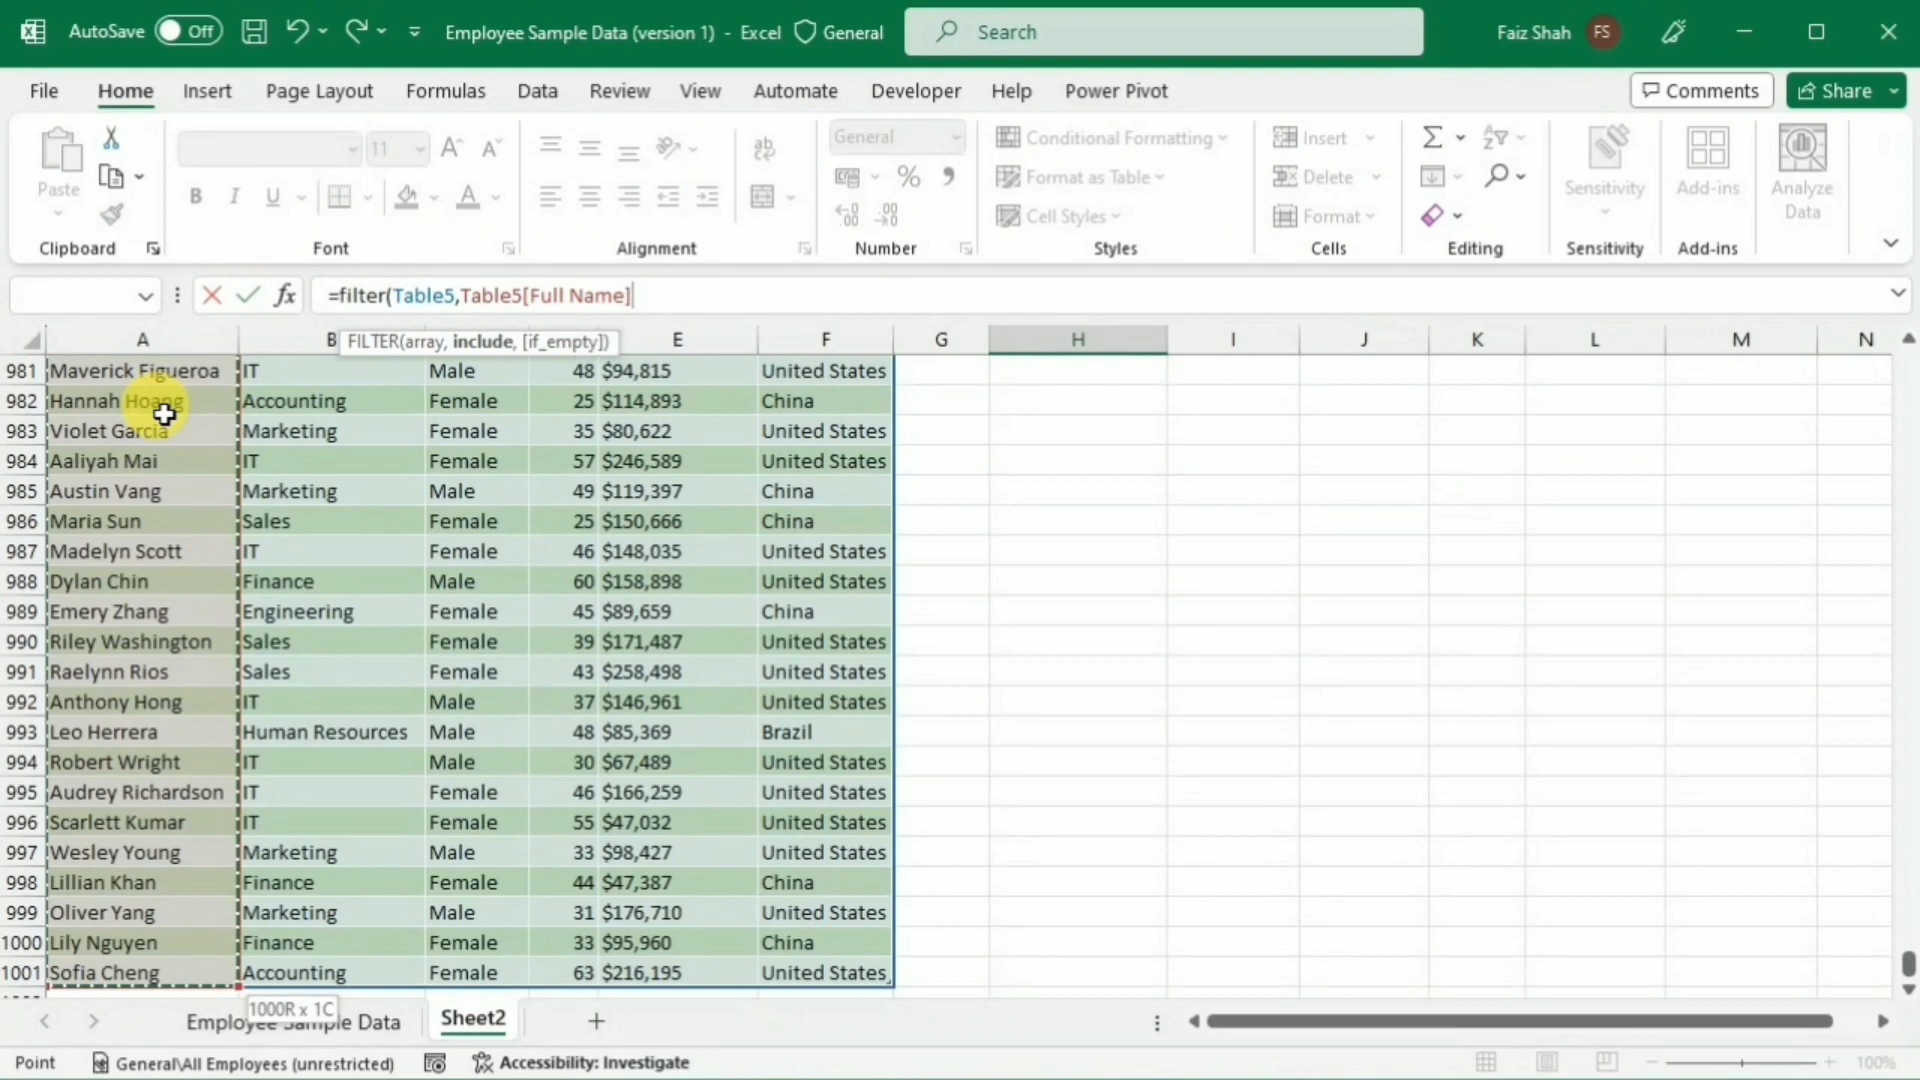 AutoSave Off Employee Sample Data (version 1) - Excel General Search Faiz Shah FS
File Home Insert Page Layout Formulas Data Review View Automate Developer Help Power Pivot Comments Share
Paste 11 A A General Conditional Formatting Insert Sensitivity Add-ins Analyze Data
B I U A % 9 Format as Table Delete
Cell Styles Format
Clipboard Font Alignment Number Styles Cells Editing Sensitivity Add-ins
fx =filter(Table5,Table5[Full Name]
FILTER(array, include, [if_empty])
A B E F G H I J K L M N
981 Maverick Figueroa IT Male 48 $94,815 United States
982 Hannah Hoang Accounting Female 25 $114,893 China
983 Violet Garcia Marketing Female 35 $80,622 United States
984 Aaliyah Mai IT Female 57 $246,589 United States
985 Austin Vang Marketing Male 49 $119,397 China
986 Maria Sun Sales Female 25 $150,666 China
987 Madelyn Scott IT Female 46 $148,035 United States
988 Dylan Chin Finance Male 60 $158,898 United States
989 Emery Zhang Engineering Female 45 $89,659 China
990 Riley Washington Sales Female 39 $171,487 United States
991 Raelynn Rios Sales Female 43 $258,498 United States
992 Anthony Hong IT Male 37 $146,961 United States
993 Leo Herrera Human Resources Male 48 $85,369 Brazil
994 Robert Wright IT Male 30 $67,489 United States
995 Audrey Richardson IT Female 46 $166,259 United States
996 Scarlett Kumar IT Female 55 $47,032 United States
997 Wesley Young Marketing Male 33 $98,427 United States
998 Lillian Khan Finance Female 44 $47,387 China
999 Oliver Yang Marketing Male 31 $176,710 United States
1000 Lily Nguyen Finance Female 33 $95,960 China
1001 Sofia Cheng Accounting Female 63 $216,195 United States
1000R x 1C
Employee Sample Data Sheet2
Point General\All Employees (unrestricted) Accessibility: Investigate 100%